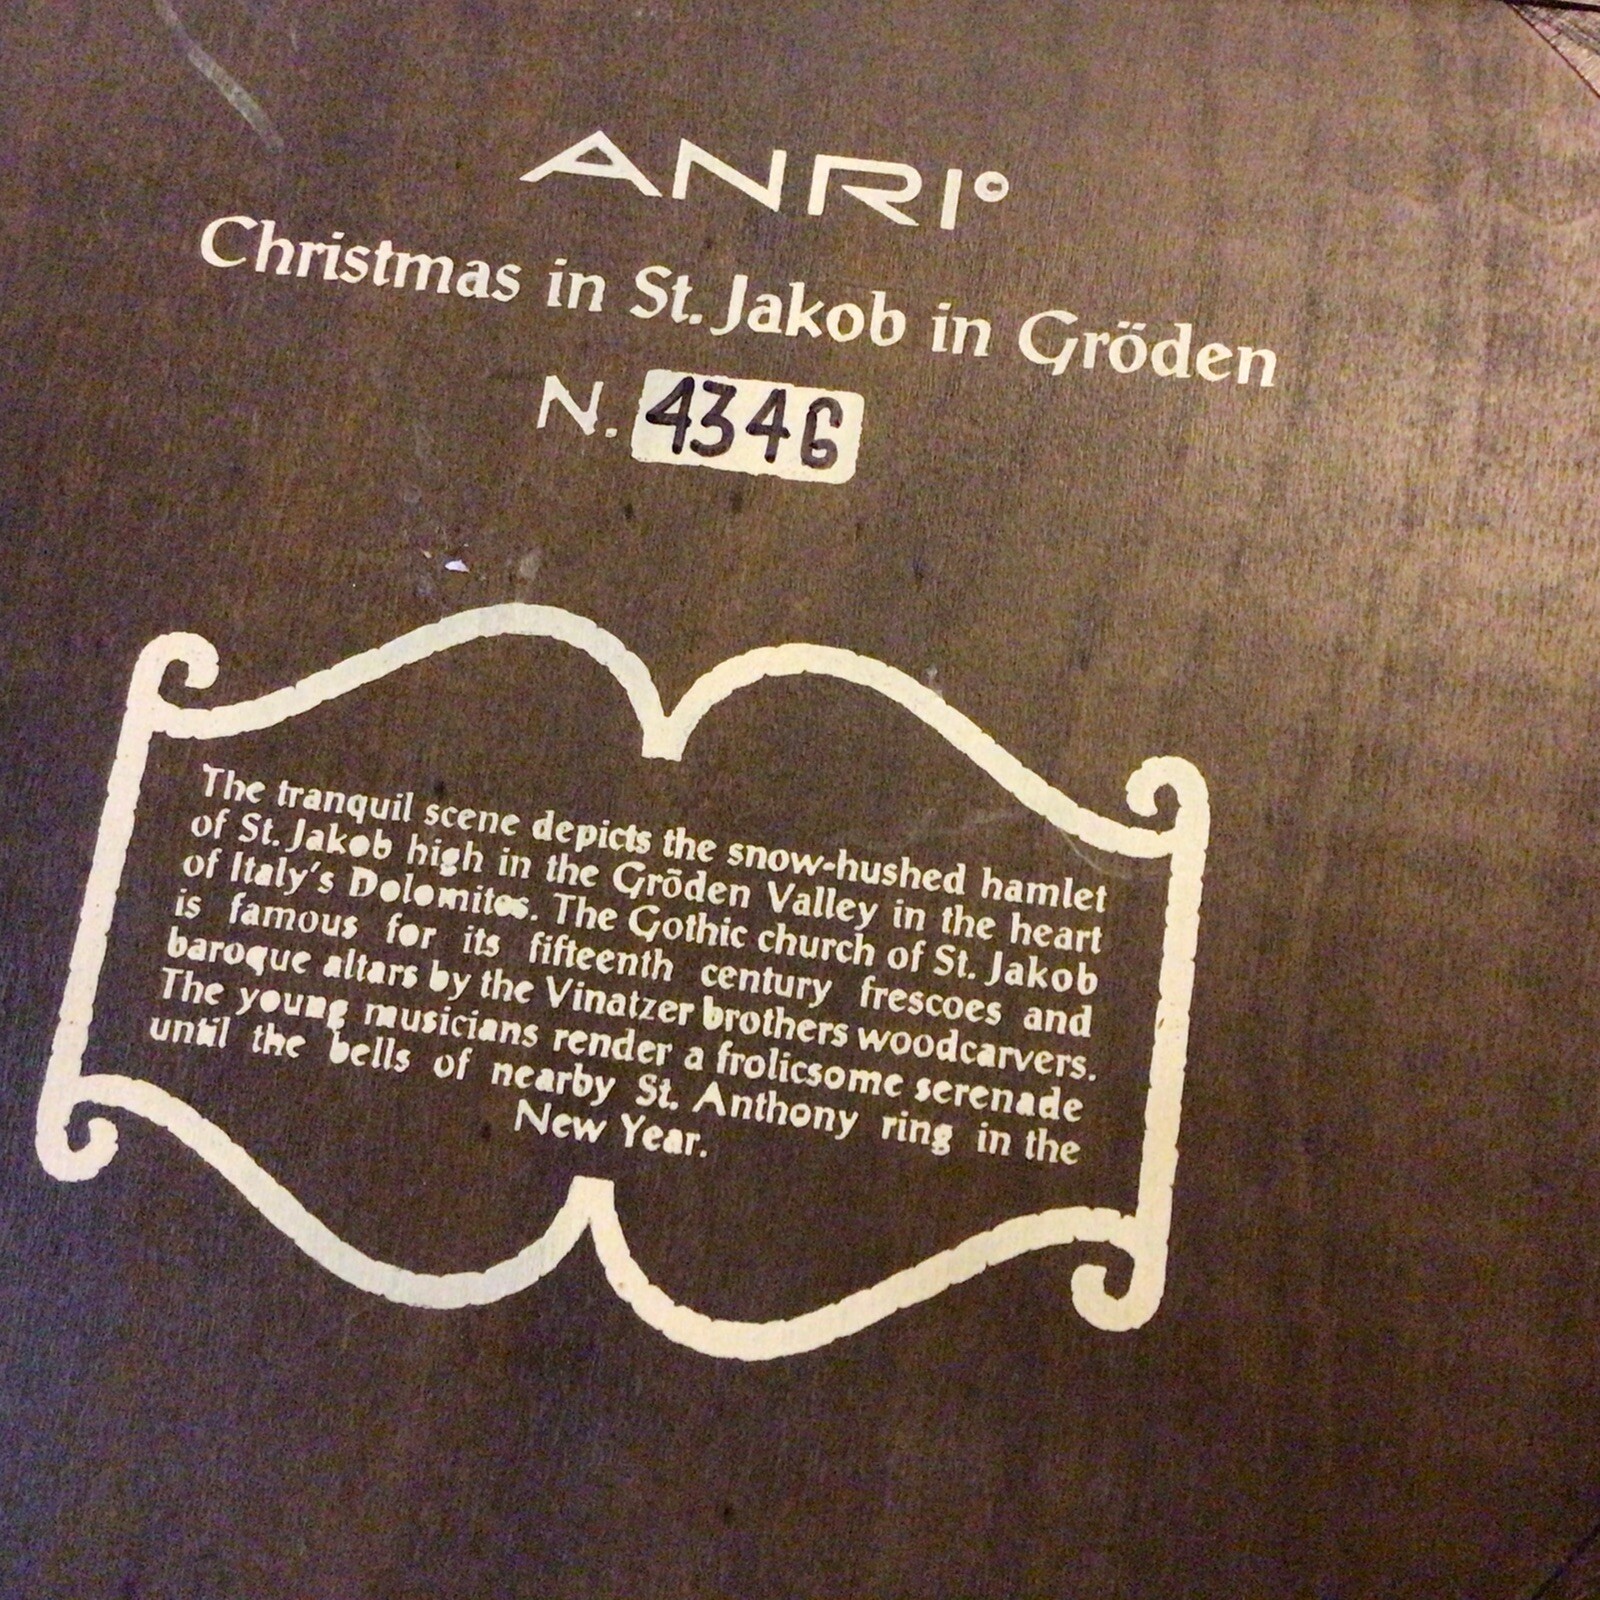 ANRI°
Christmas in St. Jakob in Gröden
N. 4346
The tranquil scene depicts the snow-hushed hamlet
of St. Jakob high in the Gröden Valley in the heart
of Italy's Dolomites. The Gothic church of St. Jakob
is famous for its fifteenth century frescoes and
baroque altars by the Vinatzer brothers woodcarvers.
The young musicians render a frolicsome serenade
until the bells of nearby St. Anthony ring in the
New Year.